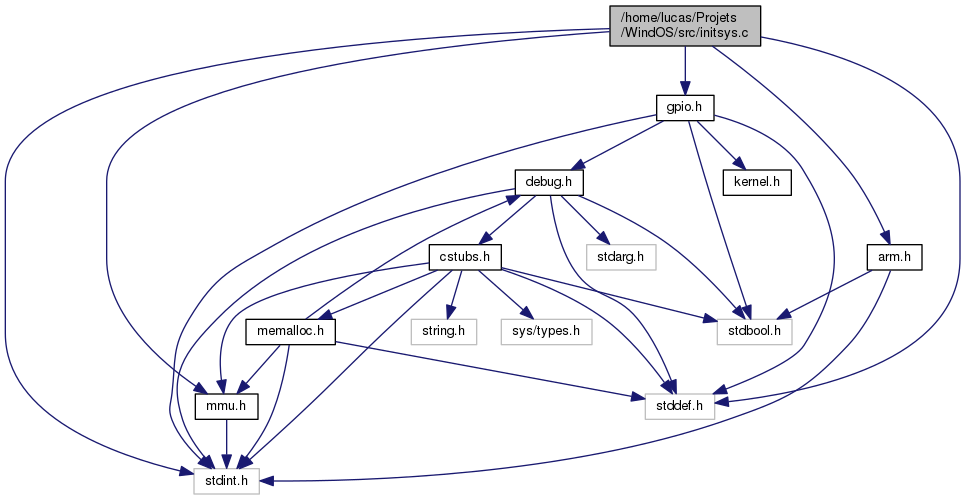 /home/lucas/Projets
/WindOS/src/initsys.c
gpio.h
debug.h
kernel.h
cstubs.h
stdarg.h
arm.h
memalloc.h
string.h
sys/types.h
stdbool.h
mmu.h
stddef.h
stdint.h